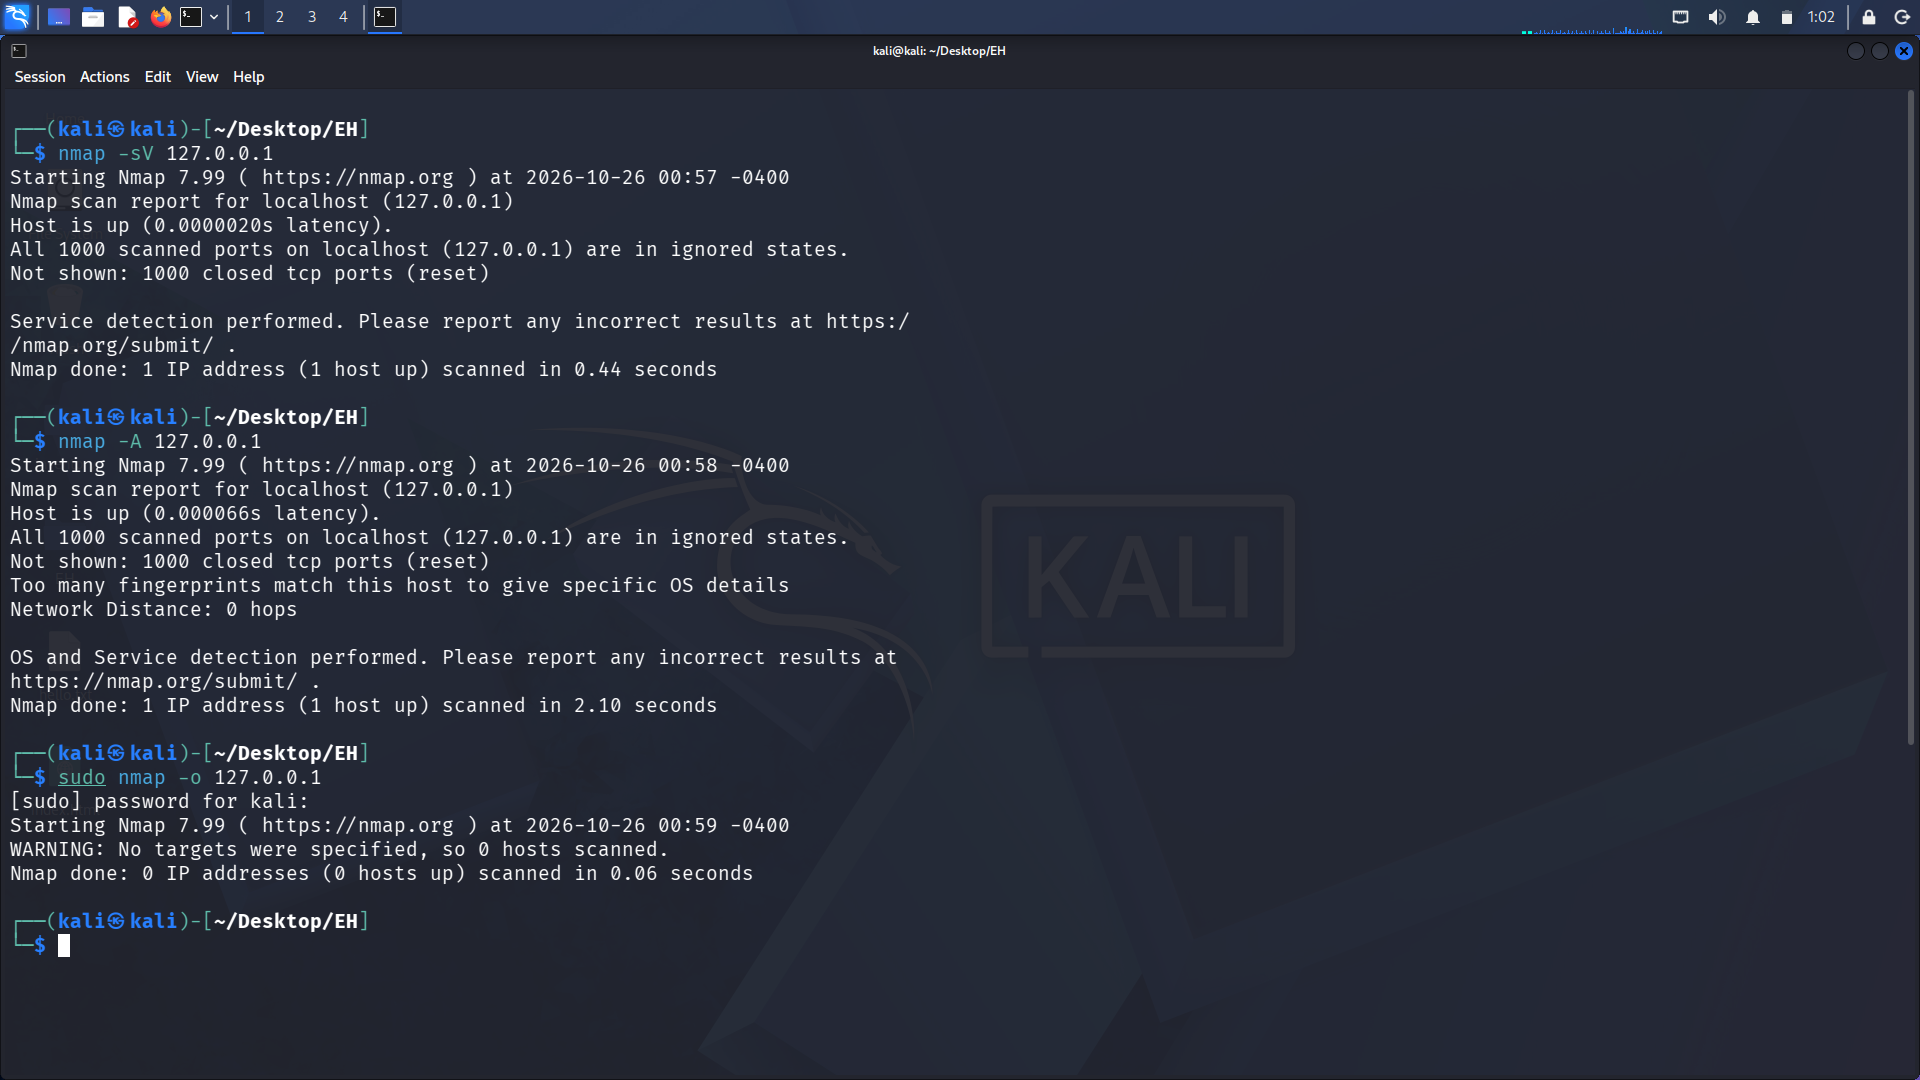 1 2 3 4 1:02
kali@kali: ~/Desktop/EH
Session Actions Edit View Help
┌──(kali㉿kali)-[~/Desktop/EH]
└─$ nmap -sV 127.0.0.1
Starting Nmap 7.99 ( https://nmap.org ) at 2026-10-26 00:57 -0400
Nmap scan report for localhost (127.0.0.1)
Host is up (0.0000020s latency).
All 1000 scanned ports on localhost (127.0.0.1) are in ignored states.
Not shown: 1000 closed tcp ports (reset)
Service detection performed. Please report any incorrect results at https:/
/nmap.org/submit/ .
Nmap done: 1 IP address (1 host up) scanned in 0.44 seconds
┌──(kali㉿kali)-[~/Desktop/EH]
└─$ nmap -A 127.0.0.1
Starting Nmap 7.99 ( https://nmap.org ) at 2026-10-26 00:58 -0400
Nmap scan report for localhost (127.0.0.1)
Host is up (0.000066s latency).
All 1000 scanned ports on localhost (127.0.0.1) are in ignored states.
Not shown: 1000 closed tcp ports (reset)
Too many fingerprints match this host to give specific OS details
Network Distance: 0 hops
OS and Service detection performed. Please report any incorrect results at
https://nmap.org/submit/ .
Nmap done: 1 IP address (1 host up) scanned in 2.10 seconds
┌──(kali㉿kali)-[~/Desktop/EH]
└─$ sudo nmap -o 127.0.0.1
[sudo] password for kali:
Starting Nmap 7.99 ( https://nmap.org ) at 2026-10-26 00:59 -0400
WARNING: No targets were specified, so 0 hosts scanned.
Nmap done: 0 IP addresses (0 hosts up) scanned in 0.06 seconds
┌──(kali㉿kali)-[~/Desktop/EH]
└─$
KALI